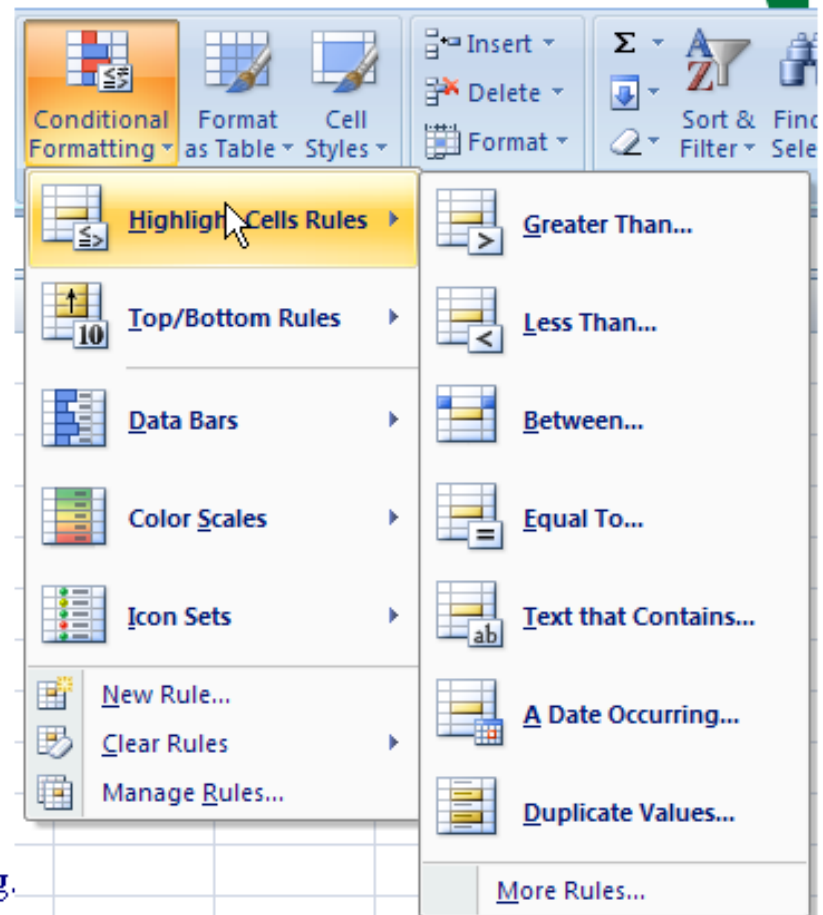 Conditional
Formatting
Format
as Table
Cell
Styles
Insert
Delete
Format
Σ
A
Z
Sort &
Filter
Highlight Cells Rules
Top/Bottom Rules
10
Data Bars
Color Scales
Icon Sets
New Rule...
Clear Rules
Manage Rules...
Greater Than...
>
Less Than...
<
Between...
Equal To...
=
Text that Contains...
ab
A Date Occurring...
Duplicate Values...
More Rules...
g.